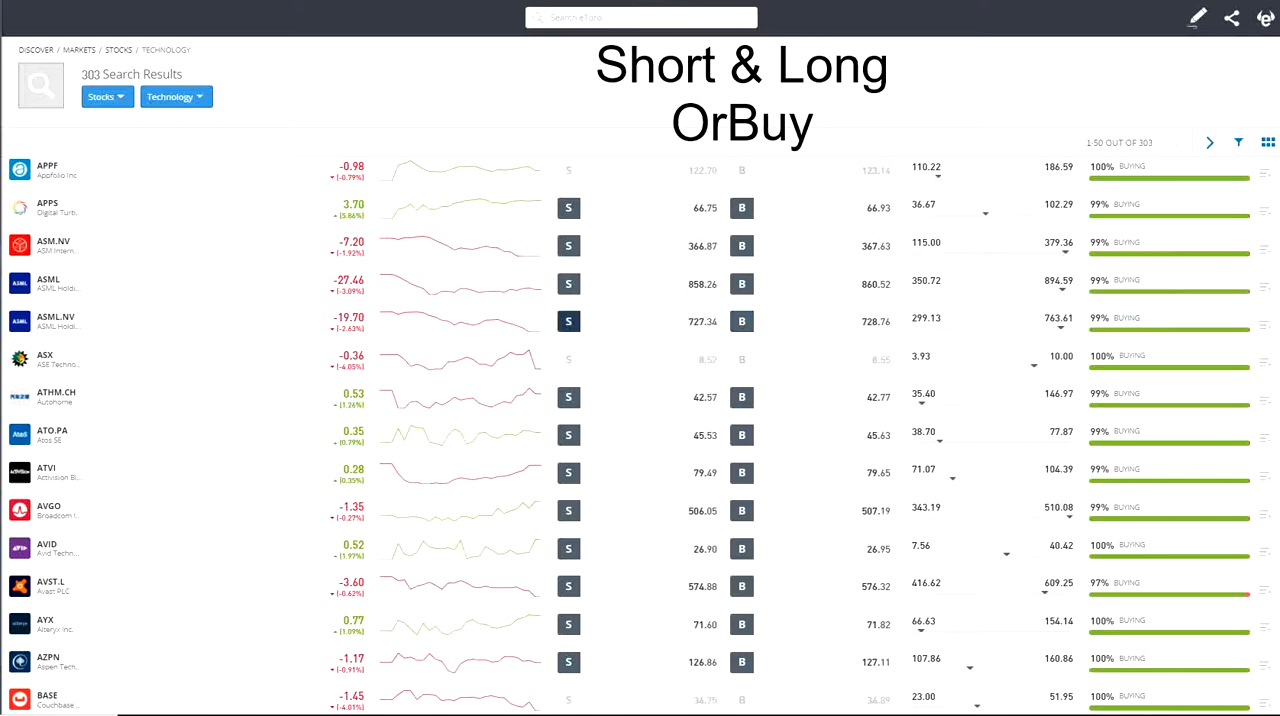 Search eToro
DISCOVER / MARKETS / STOCKS / TECHNOLOGY
Short & Long
OrBuy
303 Search Results
Stocks
Technology
1-50 OUT OF 303
APPF -0.98 S 122.70 B 123.14 110.22 186.59 100% BUYING
Appfolio Inc (-0.79%)
APPS 3.70 S 66.75 B 66.93 36.67 102.29 99% BUYING
Digital Turb... (5.86%)
ASM.NV -7.20 S 366.87 B 367.63 115.00 379.36 99% BUYING
ASM Intern... (-1.92%)
ASML -27.46 S 858.26 B 860.52 350.72 894.59 99% BUYING
ASML Holdi... (-3.09%)
ASML.NV -19.70 S 727.34 B 728.76 299.13 763.61 99% BUYING
ASML Holdi... (-2.63%)
ASX -0.36 S 8.52 B 8.55 3.93 10.00 100% BUYING
ASE Techno... (-4.05%)
ATHM.CH 0.53 S 42.57 B 42.77 35.40 146.97 99% BUYING
Autohome (1.26%)
ATO.PA 0.35 S 45.53 B 45.63 38.70 77.87 99% BUYING
Atos SE (0.79%)
ATVI 0.28 S 79.49 B 79.65 71.07 104.39 99% BUYING
Activision Bl... (0.35%)
AVGO -1.35 S 506.05 B 507.19 343.19 510.08 99% BUYING
Broadcom I... (-0.27%)
AVID 0.52 S 26.90 B 26.95 7.56 40.42 100% BUYING
Avid Techn... (1.97%)
AVST.L -3.60 S 574.88 B 576.32 416.62 609.25 97% BUYING
Avast PLC (-0.62%)
AYX 0.77 S 71.60 B 71.82 66.63 154.14 100% BUYING
Alteryx Inc. (1.09%)
AZPN -1.17 S 126.86 B 127.11 107.86 160.86 100% BUYING
Aspen Tech... (-0.91%)
BASE -1.45 S 34.75 B 34.89 23.00 51.95 100% BUYING
Couchbase... (-4.01%)